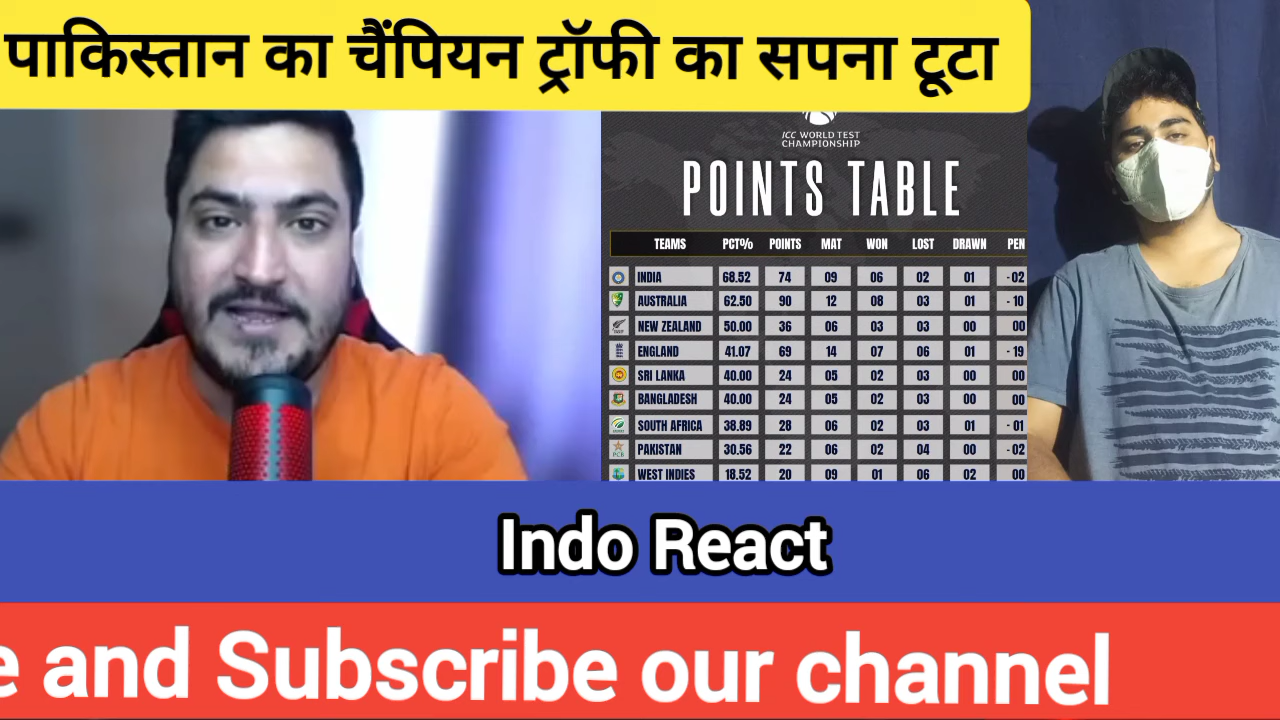 पाकिस्तान का चैंपियन ट्रॉफी का सपना टूटा
ICC WORLD TEST
CHAMPIONSHIP
POINTS TABLE
TEAMS PCT% POINTS MAT WON LOST DRAWN PEN
INDIA 68.52 74 09 06 02 01 - 02
AUSTRALIA 62.50 90 12 08 03 01 - 10
NEW ZEALAND 50.00 36 06 03 03 00 00
ENGLAND 41.07 69 14 07 06 01 - 19
SRI LANKA 40.00 24 05 02 03 00 00
BANGLADESH 40.00 24 05 02 03 00 00
SOUTH AFRICA 38.89 28 06 02 03 01 - 01
PCB PAKISTAN 30.56 22 06 02 04 00 - 02
WEST INDIES 18.52 20 09 01 06 02 00
Indo React
e and Subscribe our channel